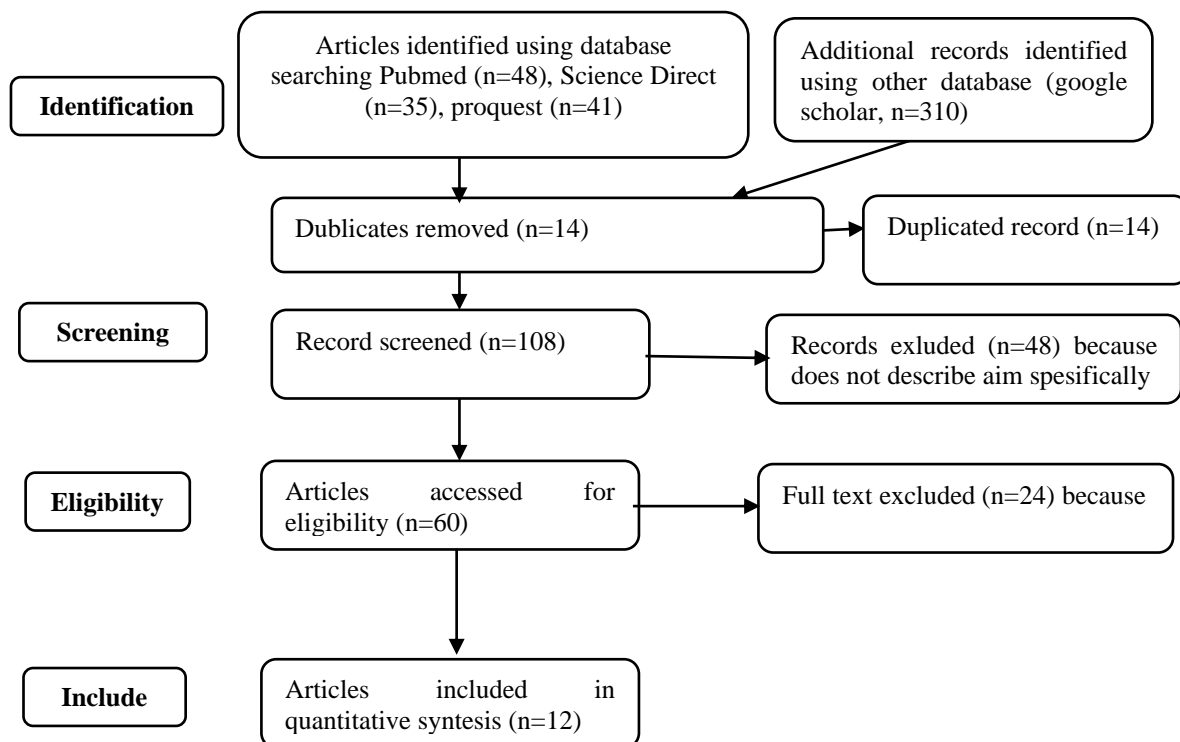 Identification
Articles identified using database
searching Pubmed (n=48), Science Direct
(n=35), proquest (n=41)
Additional records identified
using other database (google
scholar, n=310)
Dublicates removed (n=14)
Duplicated record (n=14)
Screening
Record screened (n=108)
Records exluded (n=48) because
does not describe aim spesifically
Eligibility
Articles accessed for
eligibility (n=60)
Full text excluded (n=24) because
Include
Articles included in
quantitative syntesis (n=12)